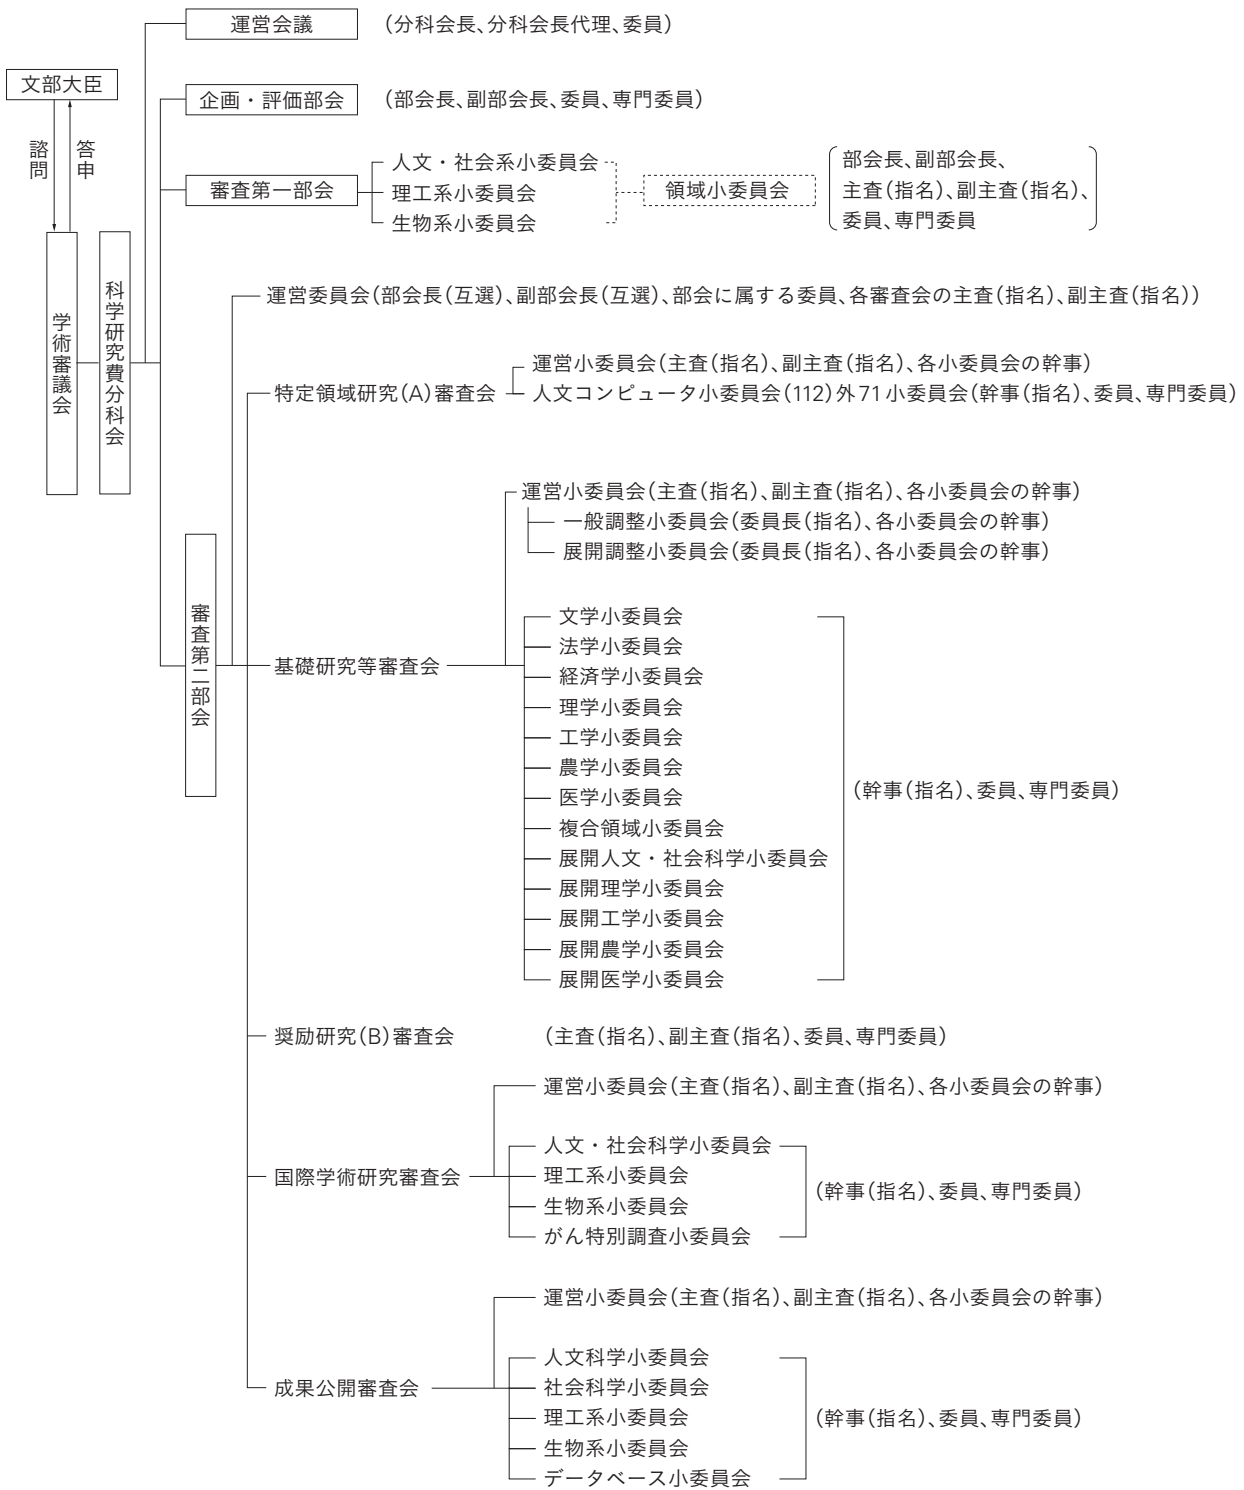 運営会議 (分科会長、分科会長代理、委員)
文部大臣
企画・評価部会 (部会長、副部会長、委員、専門委員)
諮問
答申
審査第一部会
人文・社会系小委員会
理工系小委員会
生物系小委員会
領域小委員会
部会長、副部会長、
主査(指名)、副主査(指名)、
委員、専門委員
学術審議会
科学研究費分科会
運営委員会(部会長(互選)、副部会長(互選)、部会に属する委員、各審査会の主査(指名)、副主査(指名))
特定領域研究(A)審査会
運営小委員会(主査(指名)、副主査(指名)、各小委員会の幹事)
人文コンピュータ小委員会(112)外71小委員会(幹事(指名)、委員、専門委員)
審査第二部会
基礎研究等審査会
運営小委員会(主査(指名)、副主査(指名)、各小委員会の幹事)
一般調整小委員会(委員長(指名)、各小委員会の幹事)
展開調整小委員会(委員長(指名)、各小委員会の幹事)
文学小委員会
法学小委員会
経済学小委員会
理学小委員会
工学小委員会
農学小委員会
医学小委員会
複合領域小委員会
展開人文・社会科学小委員会
展開理学小委員会
展開工学小委員会
展開農学小委員会
展開医学小委員会
(幹事(指名)、委員、専門委員)
奨励研究(B)審査会 (主査(指名)、副主査(指名)、委員、専門委員)
国際学術研究審査会
運営小委員会(主査(指名)、副主査(指名)、各小委員会の幹事)
人文・社会科学小委員会
理工系小委員会
生物系小委員会
がん特別調査小委員会
(幹事(指名)、委員、専門委員)
成果公開審査会
運営小委員会(主査(指名)、副主査(指名)、各小委員会の幹事)
人文科学小委員会
社会科学小委員会
理工系小委員会
生物系小委員会
データベース小委員会
(幹事(指名)、委員、専門委員)